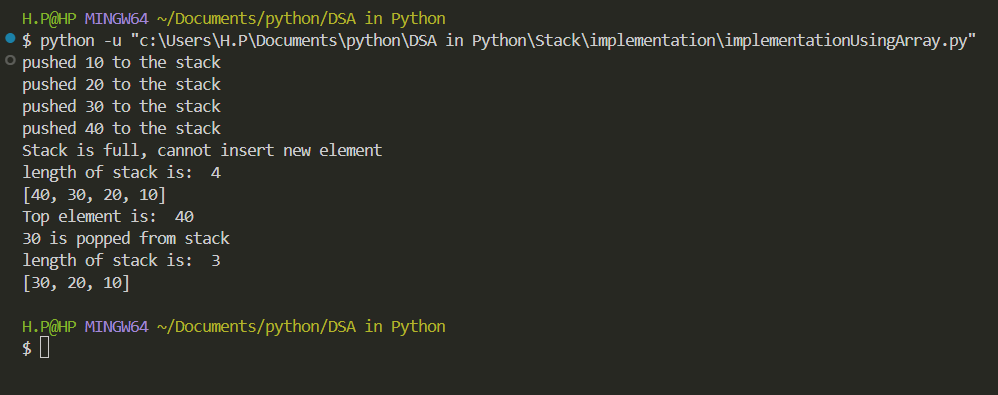 H.P@HP MINGW64 ~/Documents/python/DSA in Python
$ python -u "c:\Users\H.P\Documents\python\DSA in Python\Stack\implementation\implementationUsingArray.py"
pushed 10 to the stack
pushed 20 to the stack
pushed 30 to the stack
pushed 40 to the stack
Stack is full, cannot insert new element
length of stack is:  4
[40, 30, 20, 10]
Top element is:  40
30 is popped from stack
length of stack is:  3
[30, 20, 10]
H.P@HP MINGW64 ~/Documents/python/DSA in Python
$